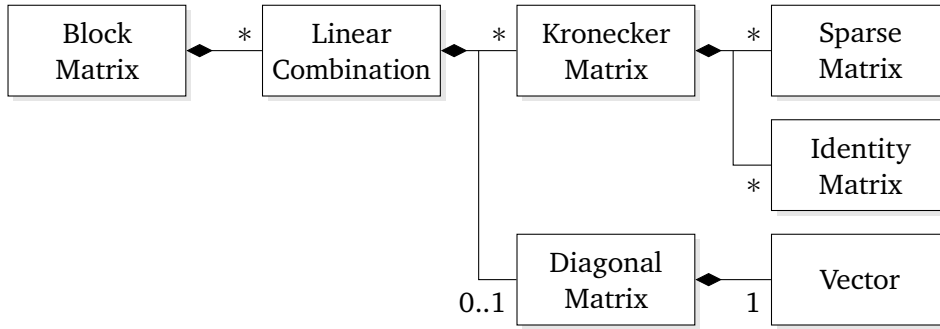 Block
Matrix
*
Linear
Combination
*
Kronecker
Matrix
*
Sparse
Matrix
*
Identity
Matrix
0..1
Diagonal
Matrix
1
Vector